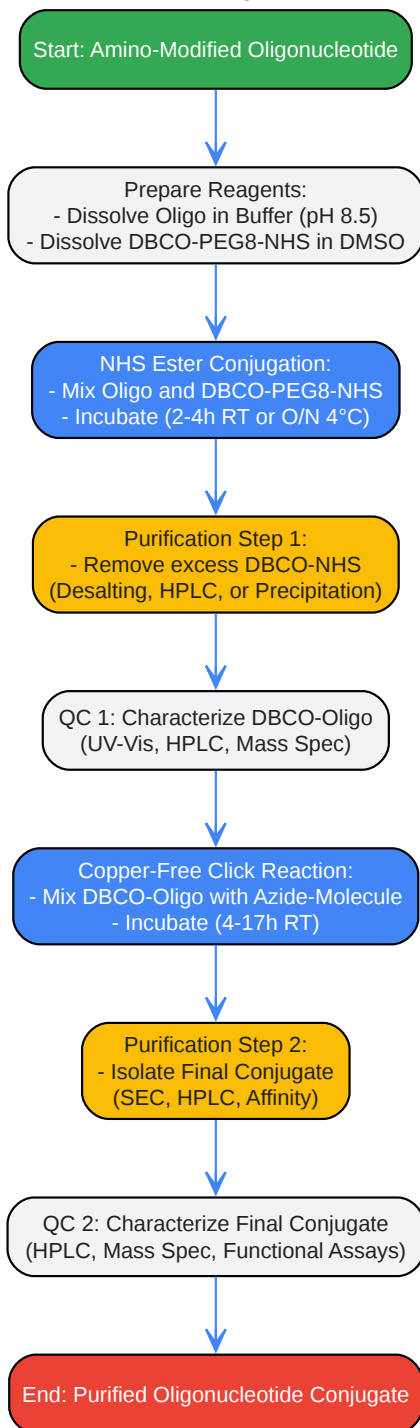 Start: Amino-Modified Oligonucleotide
Prepare Reagents:
- Dissolve Oligo in Buffer (pH 8.5)
- Dissolve DBCO-PEG8-NHS in DMSO
NHS Ester Conjugation:
- Mix Oligo and DBCO-PEG8-NHS
- Incubate (2-4h RT or O/N 4°C)
Purification Step 1:
- Remove excess DBCO-NHS
(Desalting, HPLC, or Precipitation)
QC 1: Characterize DBCO-Oligo
(UV-Vis, HPLC, Mass Spec)
Copper-Free Click Reaction:
- Mix DBCO-Oligo with Azide-Molecule
- Incubate (4-17h RT)
Purification Step 2:
- Isolate Final Conjugate
(SEC, HPLC, Affinity)
QC 2: Characterize Final Conjugate
(HPLC, Mass Spec, Functional Assays)
End: Purified Oligonucleotide Conjugate